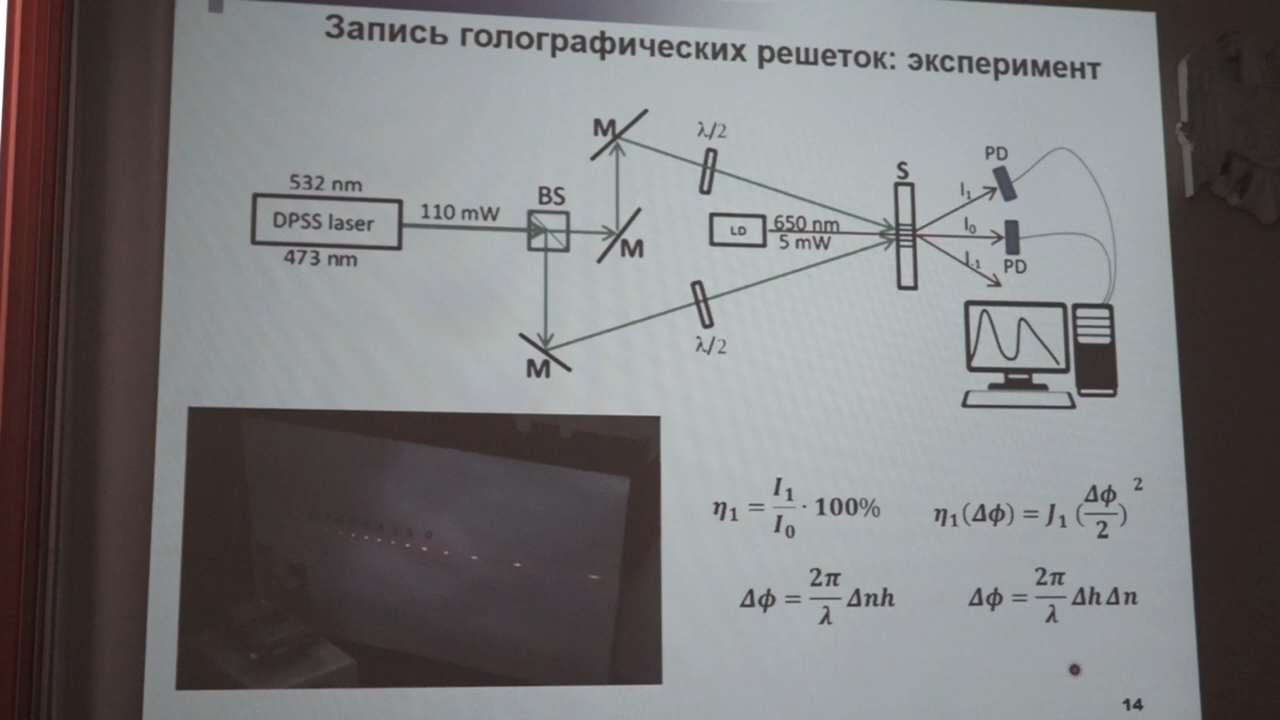 Запись голографических решеток: эксперимент
532 nm
DPSS laser
473 nm
110 mW
BS
M
M
M
λ/2
λ/2
LD
650 nm
5 mW
S
I₁
I₀
I₋₁
PD
PD
η₁ = I₁/I₀ · 100%
η₁(Δϕ) = J₁ (Δϕ/2)²
Δϕ = 2π/λ Δnh
Δϕ = 2π/λ ΔhΔn
14